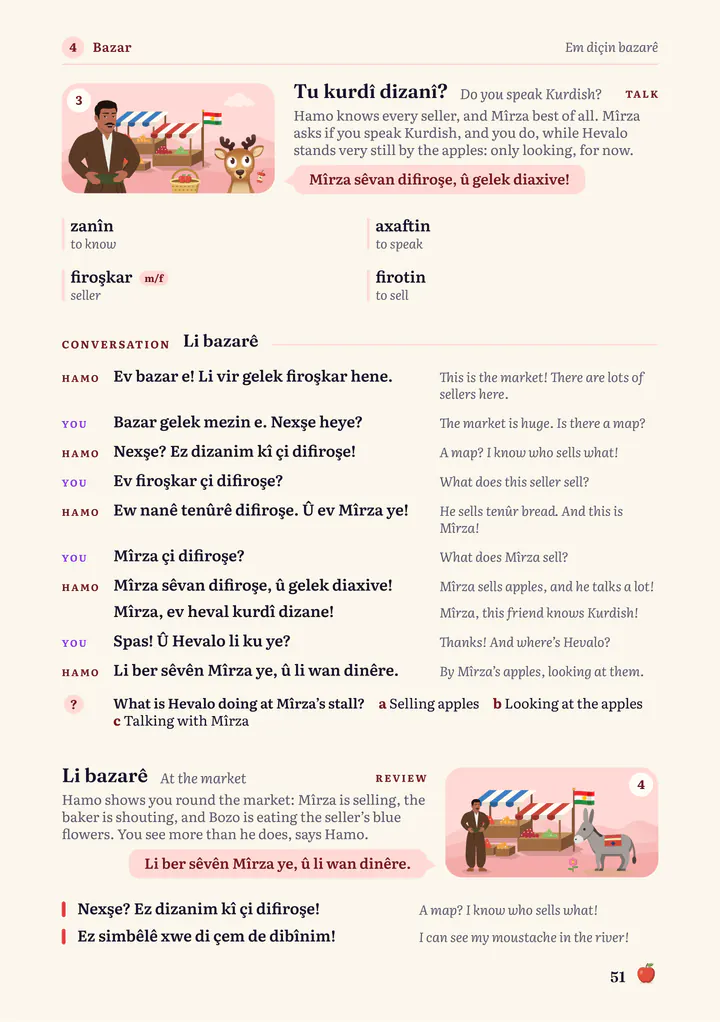 4 Bazar
Em diçin bazarê
3
Tu kurdî dizanî? Do you speak Kurdish? TALK
Hamo knows every seller, and Mîrza best of all. Mîrza
asks if you speak Kurdish, and you do, while Hevalo
stands very still by the apples: only looking, for now.
Mîrza sêvan difiroşe, û gelek diaxive!
zanîn
to know
axaftin
to speak
firoşkar m/f
seller
firotin
to sell
CONVERSATION Li bazarê
HAMO Ev bazar e! Li vir gelek firoşkar hene. This is the market! There are lots of
sellers here.
YOU Bazar gelek mezin e. Nexşe heye? The market is huge. Is there a map?
HAMO Nexşe? Ez dizanim kî çi difiroşe! A map? I know who sells what!
YOU Ev firoşkar çi difiroşe? What does this seller sell?
HAMO Ew nanê tenûrê difiroşe. Û ev Mîrza ye! He sells tenûr bread. And this is
Mîrza!
YOU Mîrza çi difiroşe? What does Mîrza sell?
HAMO Mîrza sêvan difiroşe, û gelek diaxive! Mîrza sells apples, and he talks a lot!
Mîrza, ev heval kurdî dizane! Mîrza, this friend knows Kurdish!
YOU Spas! Û Hevalo li ku ye? Thanks! And where's Hevalo?
HAMO Li ber sêvên Mîrza ye, û li wan dinêre. By Mîrza's apples, looking at them.
? What is Hevalo doing at Mîrza's stall? a Selling apples b Looking at the apples
c Talking with Mîrza
Li bazarê At the market REVIEW
Hamo shows you round the market: Mîrza is selling, the
baker is shouting, and Bozo is eating the seller's blue
flowers. You see more than he does, says Hamo.
Li ber sêvên Mîrza ye, û li wan dinêre.
4
Nexşe? Ez dizanim kî çi difiroşe! A map? I know who sells what!
Ez simbêlê xwe di çem de dibînim! I can see my moustache in the river!
51